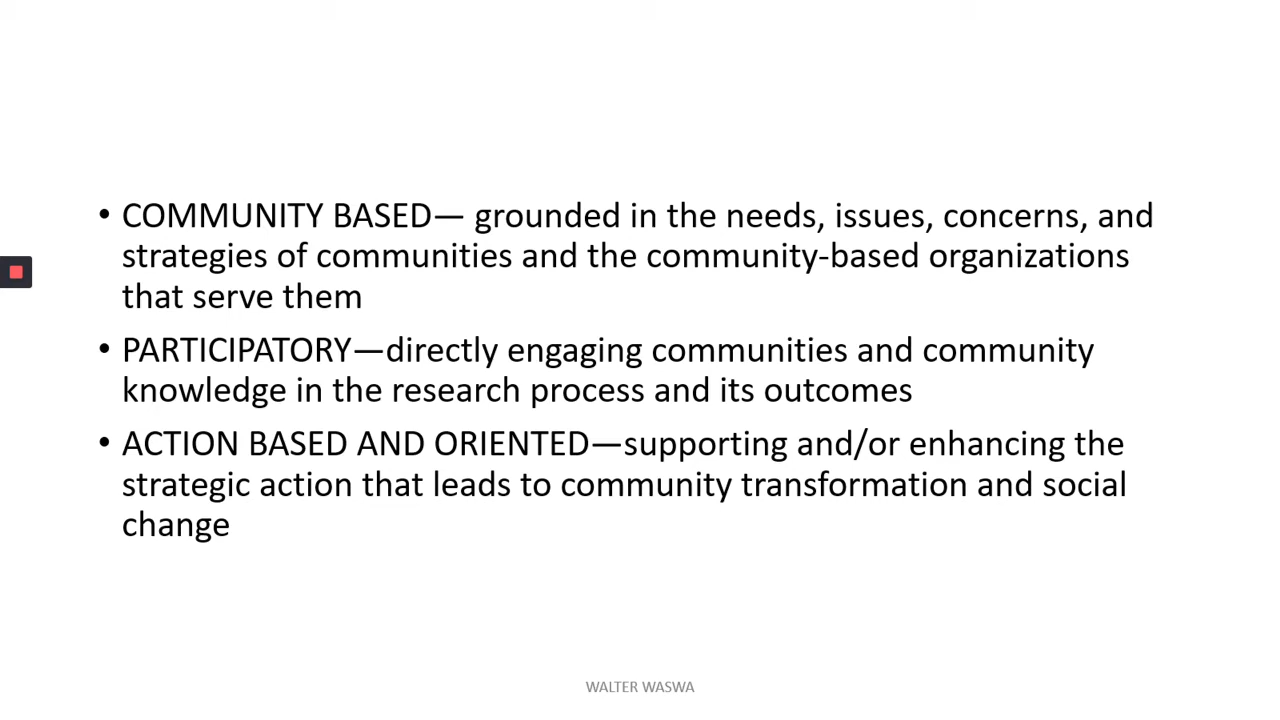 • COMMUNITY BASED— grounded in the needs, issues, concerns, and
strategies of communities and the community-based organizations
that serve them
• PARTICIPATORY—directly engaging communities and community
knowledge in the research process and its outcomes
• ACTION BASED AND ORIENTED—supporting and/or enhancing the
strategic action that leads to community transformation and social
change
WALTER WASWA